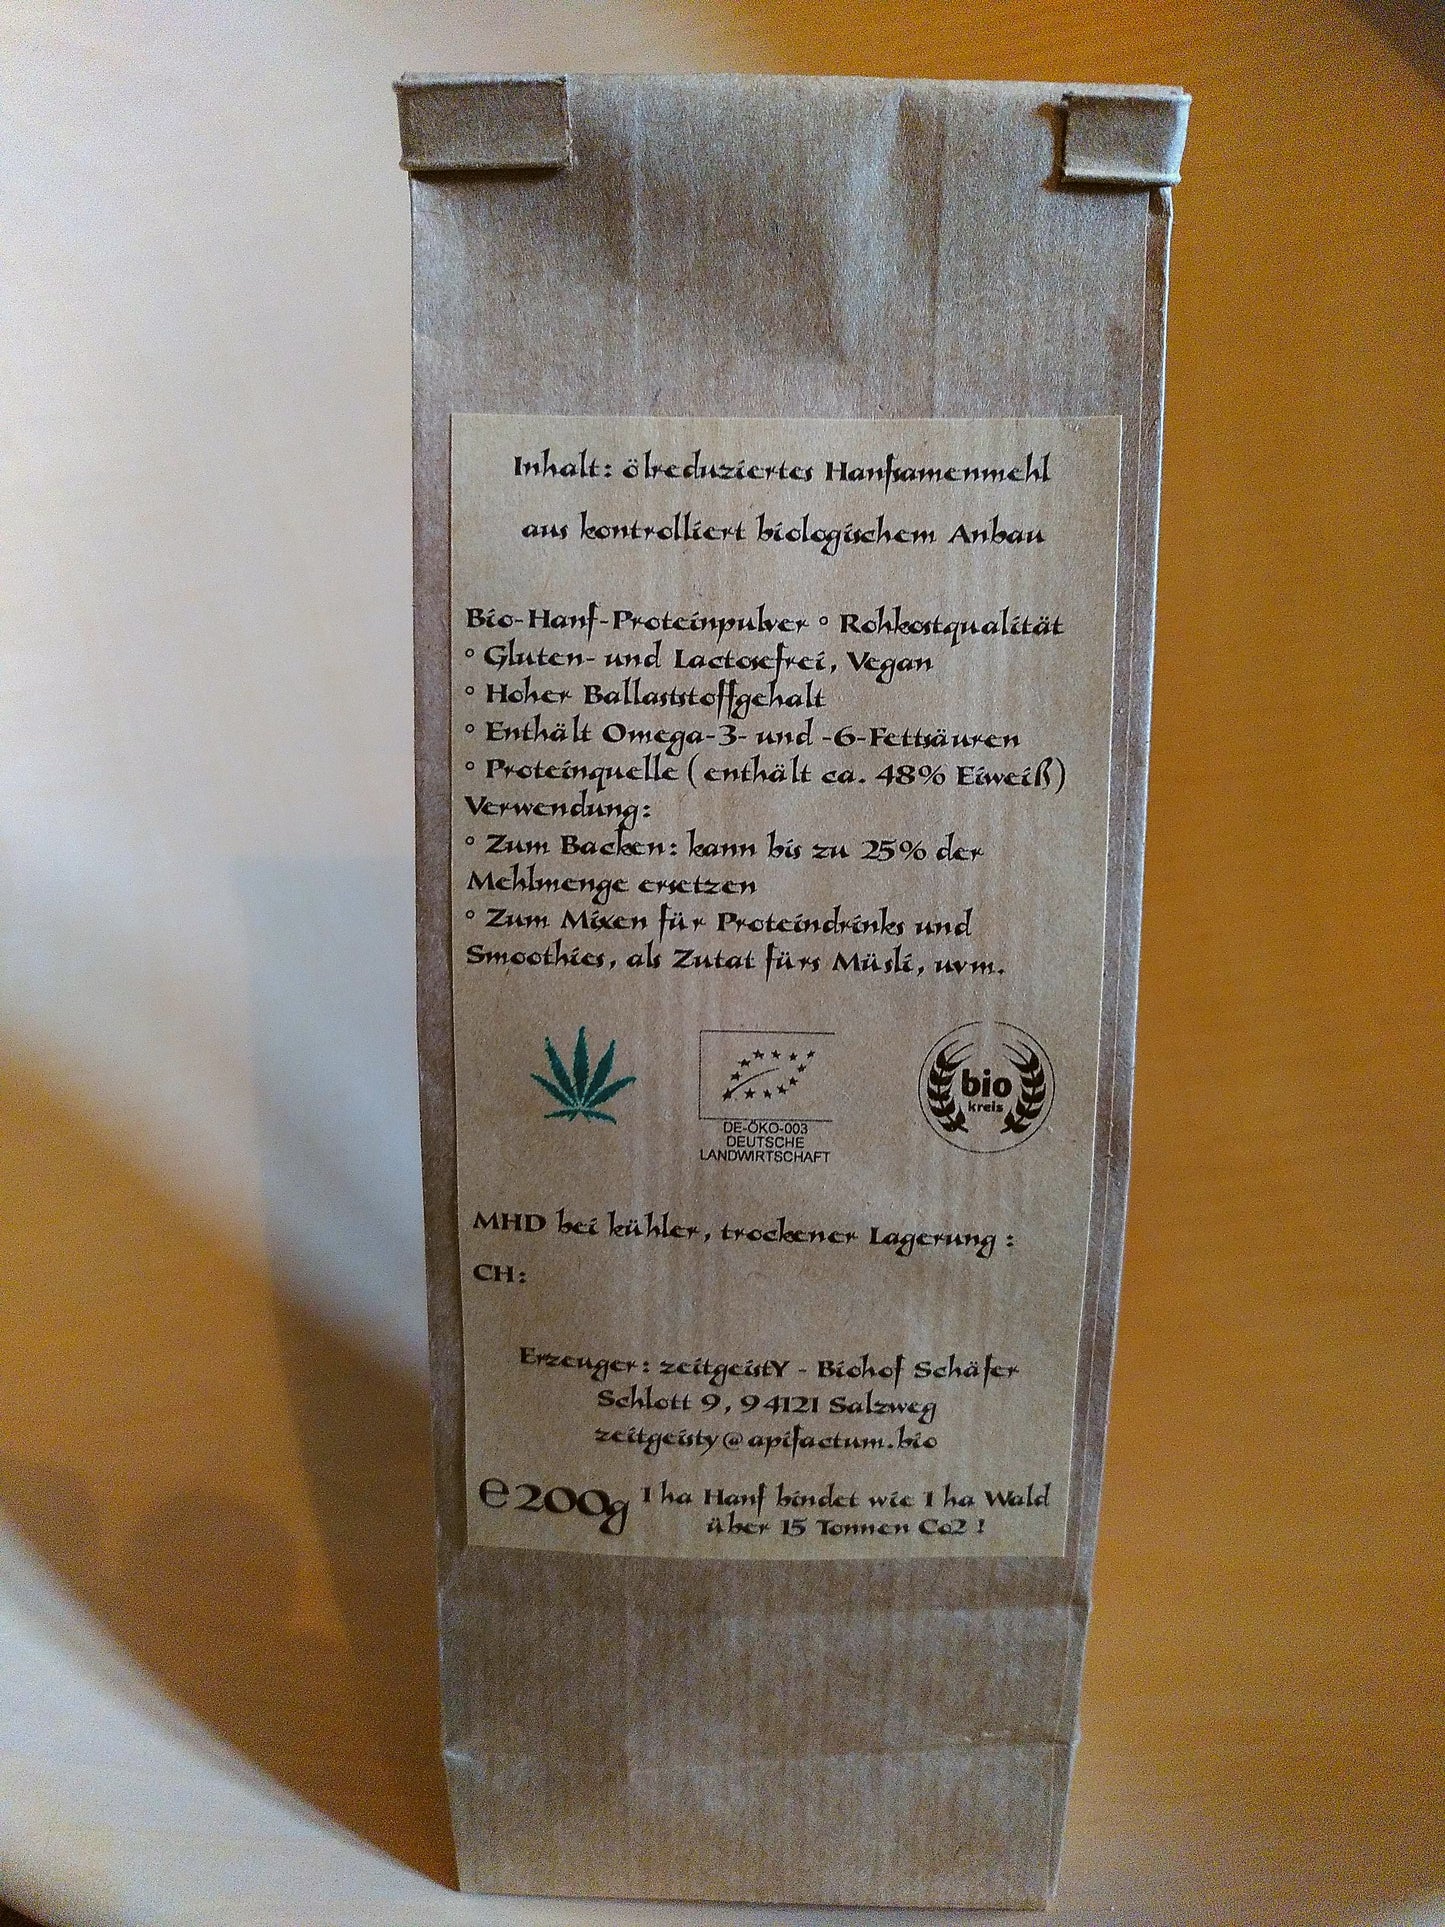 Inhalt: ölreduziertes Hanfsamenmehl
aus kontrolliert biologischem Anbau
Bio-Hanf-Proteinpulver ° Rohkostqualität
° Gluten- und Lactosefrei, Vegan
° Hoher Ballaststoffgehalt
° Enthält Omega-3- und -6-Fettsäuren
° Proteinquelle (enthält ca. 48% Eiweiß)
Verwendung:
° Zum Backen: kann bis zu 25% der
Mehlmenge ersetzen
° Zum Mixen für Proteindrinks und
Smoothies, als Zutat fürs Müsli, uvm.
bio
kreis
DE-ÖKO-003
DEUTSCHE
LANDWIRTSCHAFT
MHD bei kühler, trockener Lagerung :
CH:
Erzeuger: zeitgeistY - Biohof Schäfer
Schlott 9, 94121 Salzweg
zeitgeisty@apifactum.bio
℮200g 1 ha Hanf bindet wie 1 ha Wald
über 15 Tonnen Co2 !